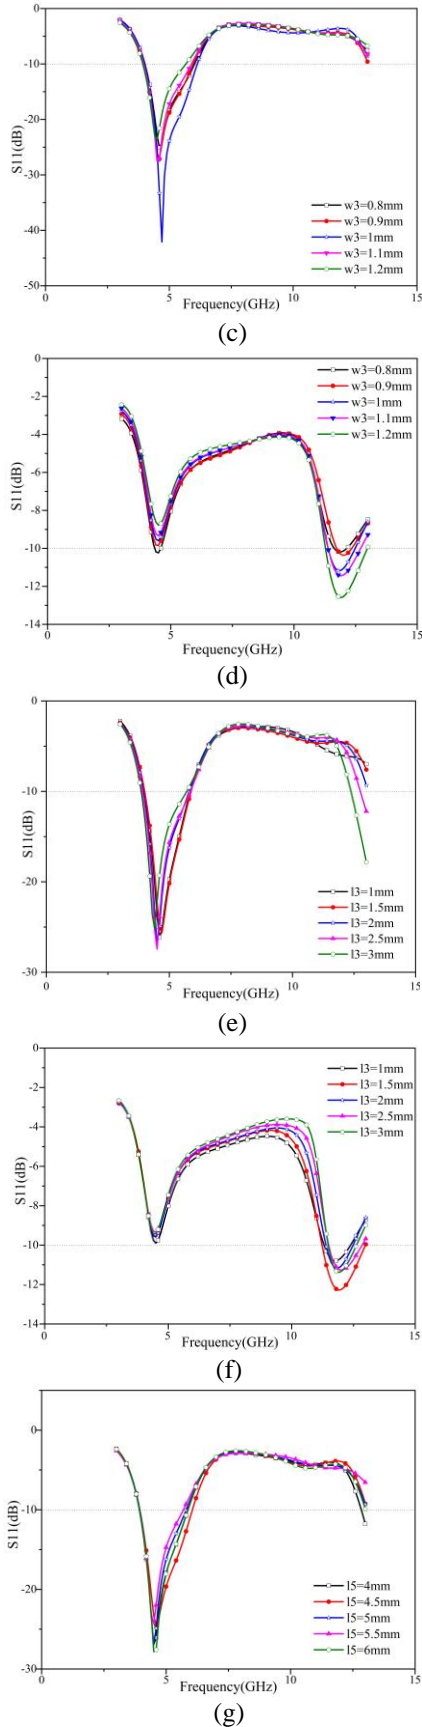 0
-10
-20
-30
-40
-50
S11(dB)
w3=0.8mm
w3=0.9mm
w3=1mm
w3=1.1mm
w3=1.2mm
0
5
10
15
Frequency(GHz)
(c)
0
-2
-4
-6
-8
-10
-12
-14
S11(dB)
w3=0.8mm
w3=0.9mm
w3=1mm
w3=1.1mm
w3=1.2mm
0
5
10
15
Frequency(GHz)
(d)
0
-10
-20
-30
S11(dB)
l3=1mm
l3=1.5mm
l3=2mm
l3=2.5mm
l3=3mm
0
5
10
15
Frequency(GHz)
(e)
0
-2
-4
-6
-8
-10
-12
-14
S11(dB)
l3=1mm
l3=1.5mm
l3=2mm
l3=2.5mm
l3=3mm
0
5
10
15
Frequency(GHz)
(f)
0
-10
-20
-30
S11(dB)
l5=4mm
l5=4.5mm
l5=5mm
l5=5.5mm
l5=6mm
0
5
10
15
Frequency(GHz)
(g)